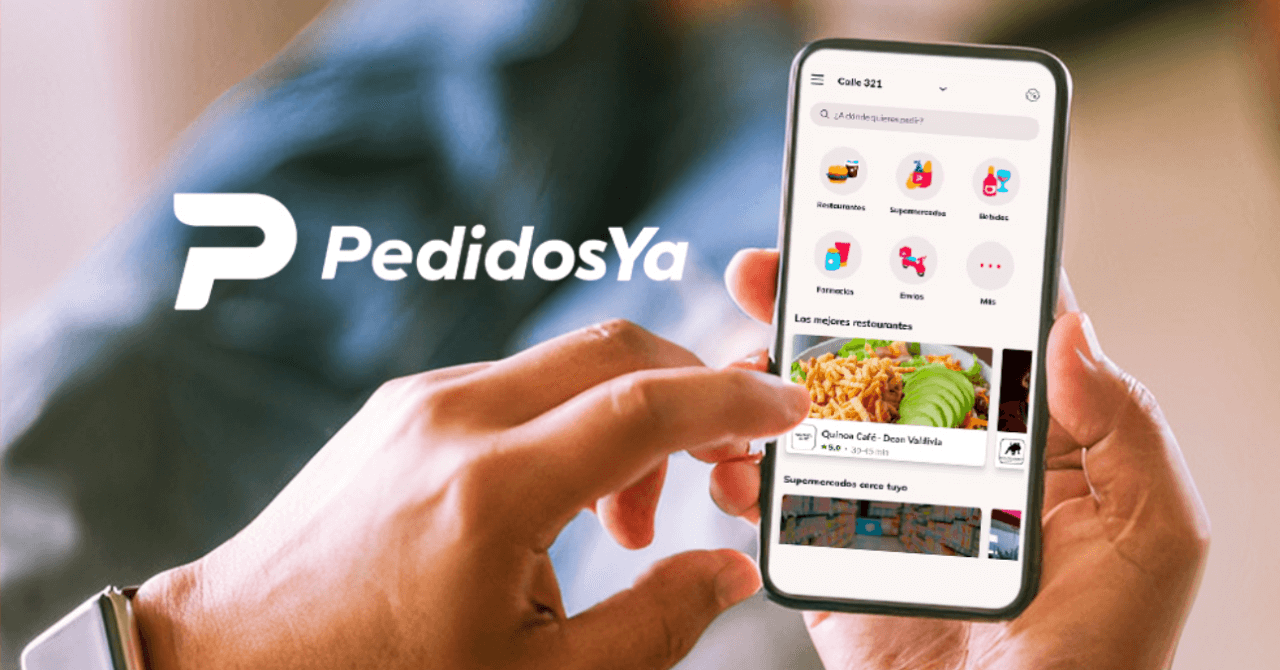 PedidosYa
Calle 321
¿A dónde quieres pedir?
Restaurantes
Supermercados
Bebidas
Farmacias
Envíos
Más
Los mejores restaurantes
Quinoa Café - Dean Valdivia
★5.0 • 30-45 min
Supermercados cerca tuyo